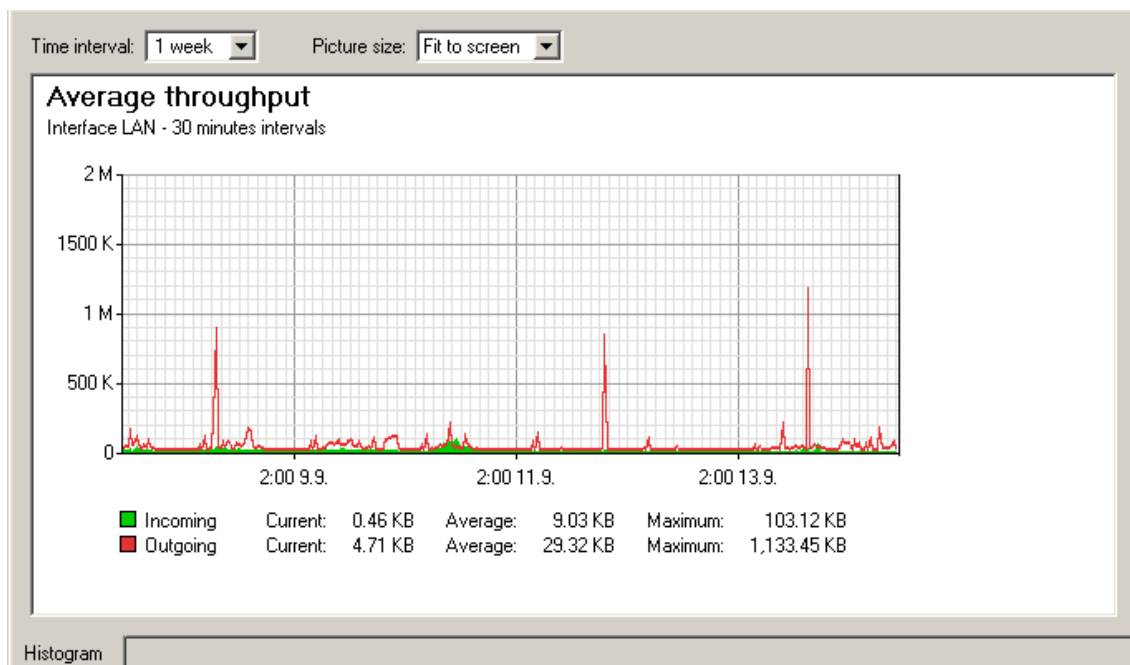 Time interval: 1 week Picture size: Fit to screen
Average throughput
Interface LAN - 30 minutes intervals
2 M
1500 K
1 M
500 K
0
2:00 9.9. 2:00 11.9. 2:00 13.9.
Incoming Current: 0.46 KB Average: 9.03 KB Maximum: 103.12 KB
Outgoing Current: 4.71 KB Average: 29.32 KB Maximum: 1,133.45 KB
Histogram